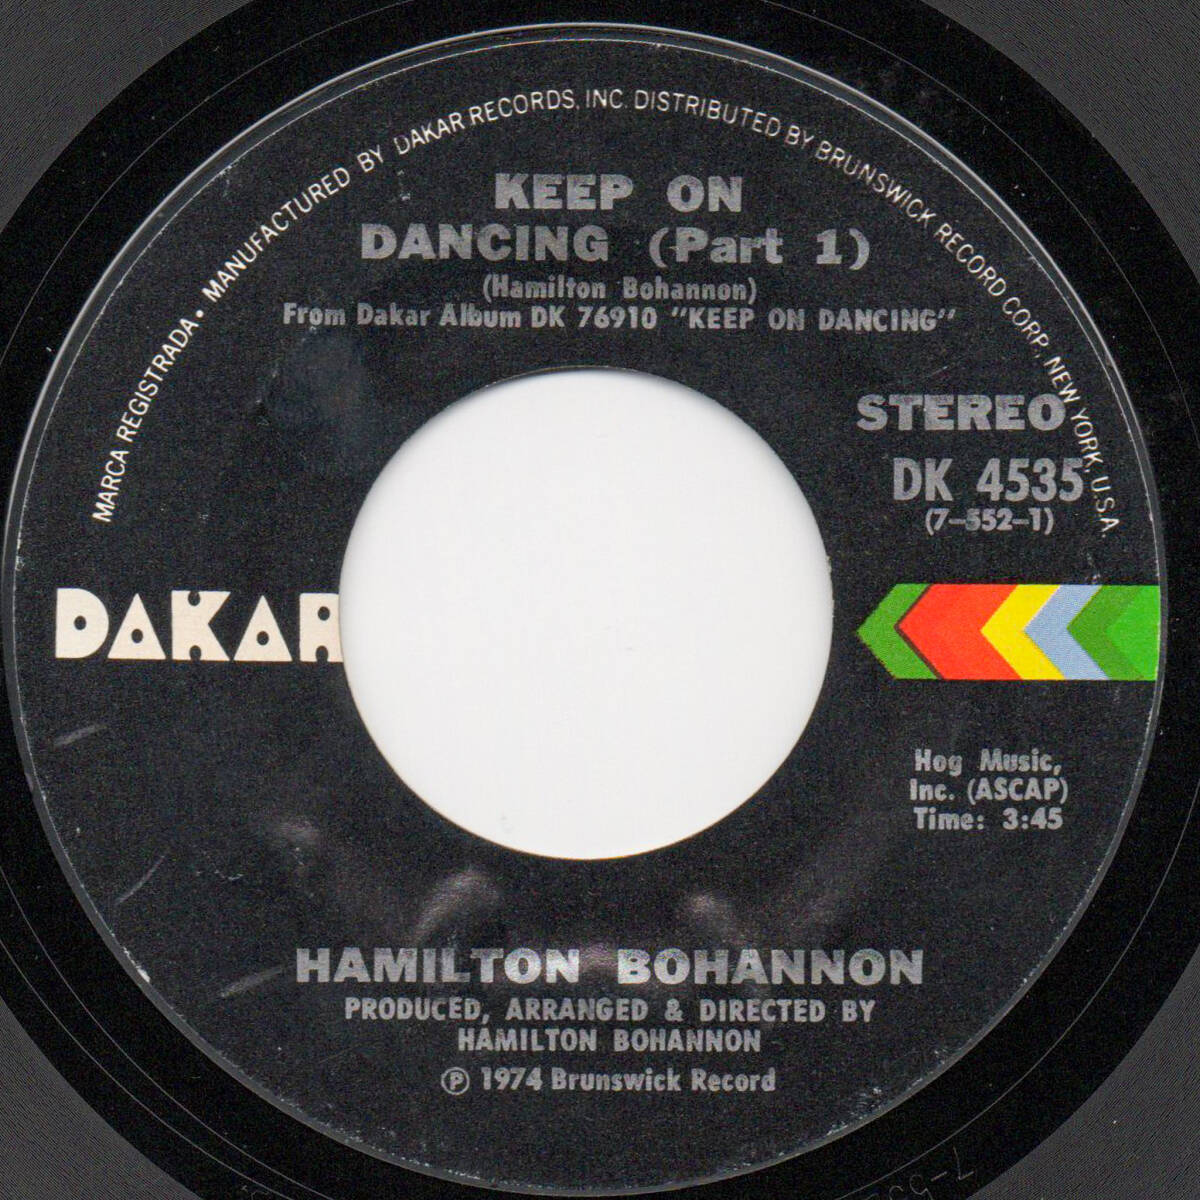 MARCA REGISTRADA • MANUFACTURED BY DAKAR RECORDS, INC. DISTRIBUTED BY BRUNSWICK RECORD CORP., NEW YORK, U.S.A.
KEEP ON
DANCING (Part 1)
(Hamilton Bohannon)
From Dakar Album DK 76910 "KEEP ON DANCING"
STEREO
DK 4535
(7-552-1)
DAKAR
Hog Music,
Inc. (ASCAP)
Time: 3:45
HAMILTON BOHANNON
PRODUCED, ARRANGED & DIRECTED BY
HAMILTON BOHANNON
℗ 1974 Brunswick Record